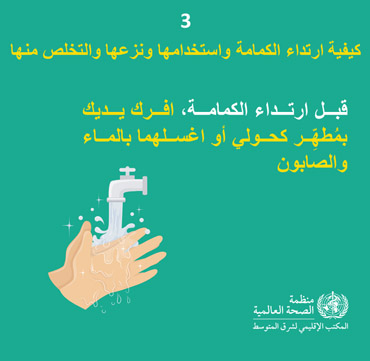 3
كيفية ارتداء الكمامة واستخدامها ونزعها والتخلص منها
قبل ارتداء الكمامة، افرك يديك
بمُطهِّر كحولي أو اغسلهما بالماء
والصابون
منظمة
الصحة العالمية
المكتب الإقليمي لشرق المتوسط